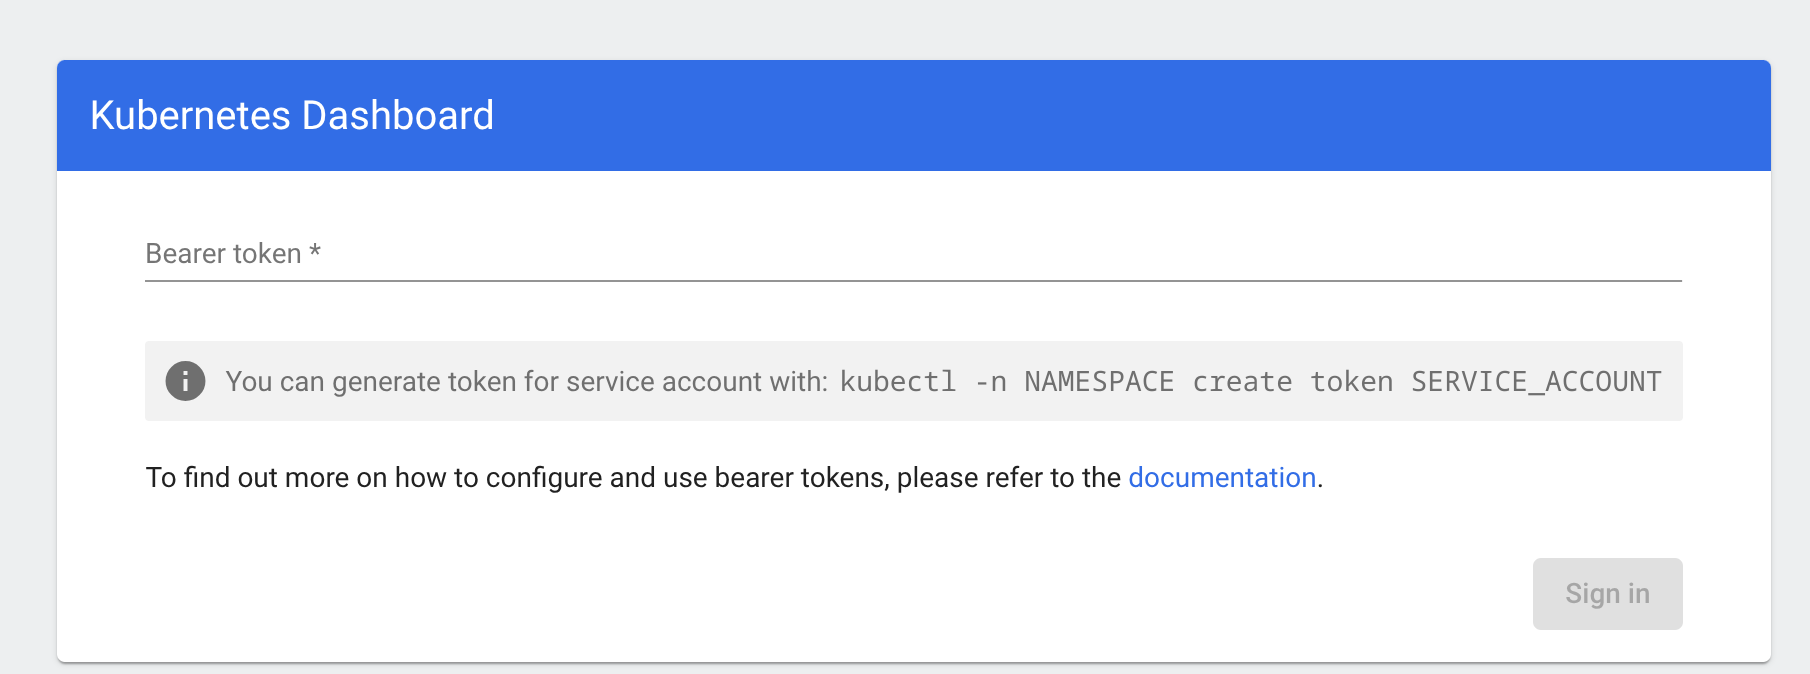 Kubernetes Dashboard
Bearer token *
You can generate token for service account with: kubectl -n NAMESPACE create token SERVICE_ACCOUNT
To find out more on how to configure and use bearer tokens, please refer to the documentation.
Sign in